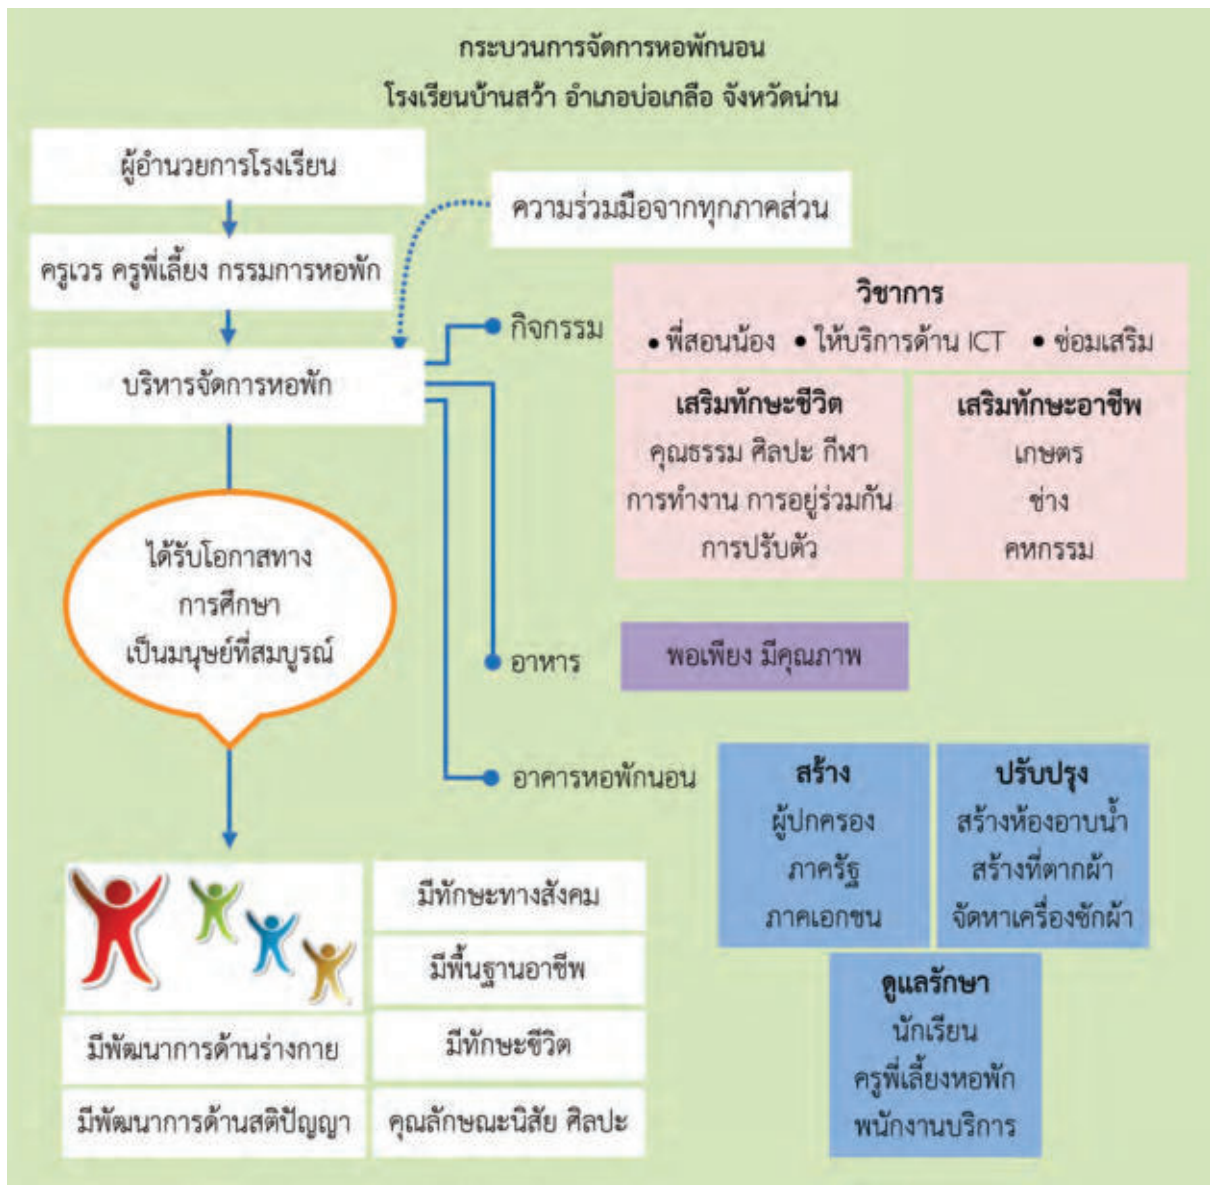 กระบวนการจัดการหอพักนอน
โรงเรียนบ้านสว้า อำเภอบ่อเกลือ จังหวัดน่าน
ผู้อำนวยการโรงเรียน
ความร่วมมือจากทุกภาคส่วน
ครูเวร ครูพี่เลี้ยง กรรมการหอพัก
บริหารจัดการหอพัก
กิจกรรม
วิชาการ
• พี่สอนน้อง • ให้บริการด้าน ICT • ซ่อมเสริม
เสริมทักษะชีวิต
คุณธรรม ศิลปะ กีฬา
การทำงาน การอยู่ร่วมกัน
การปรับตัว
เสริมทักษะอาชีพ
เกษตร
ช่าง
คหกรรม
ได้รับโอกาสทาง
การศึกษา
เป็นมนุษย์ที่สมบูรณ์
อาหาร
พอเพียง มีคุณภาพ
อาคารหอพักนอน
สร้าง
ผู้ปกครอง
ภาครัฐ
ภาคเอกชน
ปรับปรุง
สร้างห้องอาบน้ำ
สร้างที่ตากผ้า
จัดหาเครื่องซักผ้า
ดูแลรักษา
นักเรียน
ครูพี่เลี้ยงหอพัก
พนักงานบริการ
มีทักษะทางสังคม
มีพื้นฐานอาชีพ
มีพัฒนาการด้านร่างกาย
มีทักษะชีวิต
มีพัฒนาการด้านสติปัญญา
คุณลักษณะนิสัย ศิลปะ